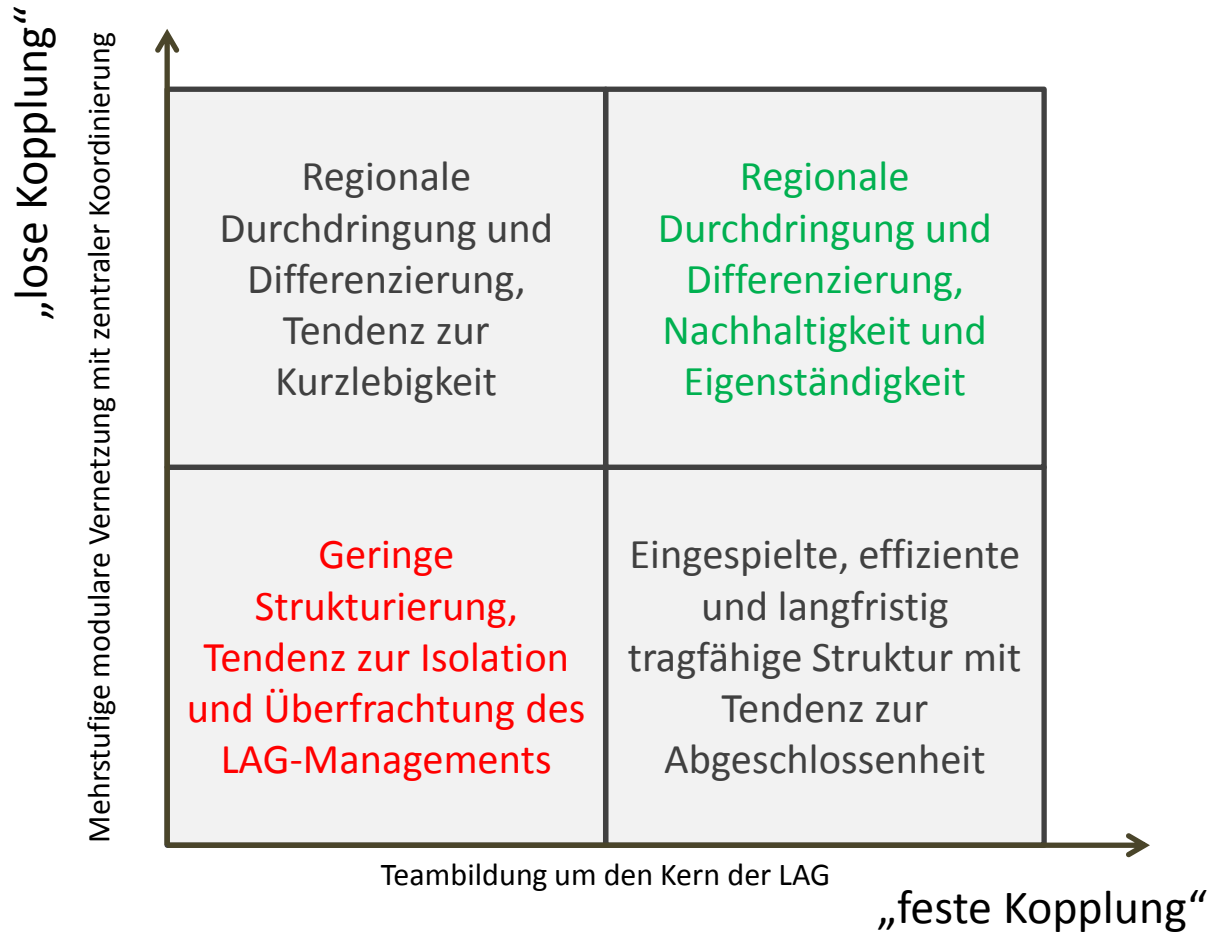 „lose Kopplung“
Mehrstufige modulare Vernetzung mit zentraler Koordinierung
Regionale
Durchdringung und
Differenzierung,
Tendenz zur
Kurzlebigkeit
Regionale
Durchdringung und
Differenzierung,
Nachhaltigkeit und
Eigenständigkeit
Geringe
Strukturierung,
Tendenz zur Isolation
und Überfrachtung des
LAG-Managements
Eingespielte, effiziente
und langfristig
tragfähige Struktur mit
Tendenz zur
Abgeschlossenheit
Teambildung um den Kern der LAG
„feste Kopplung“